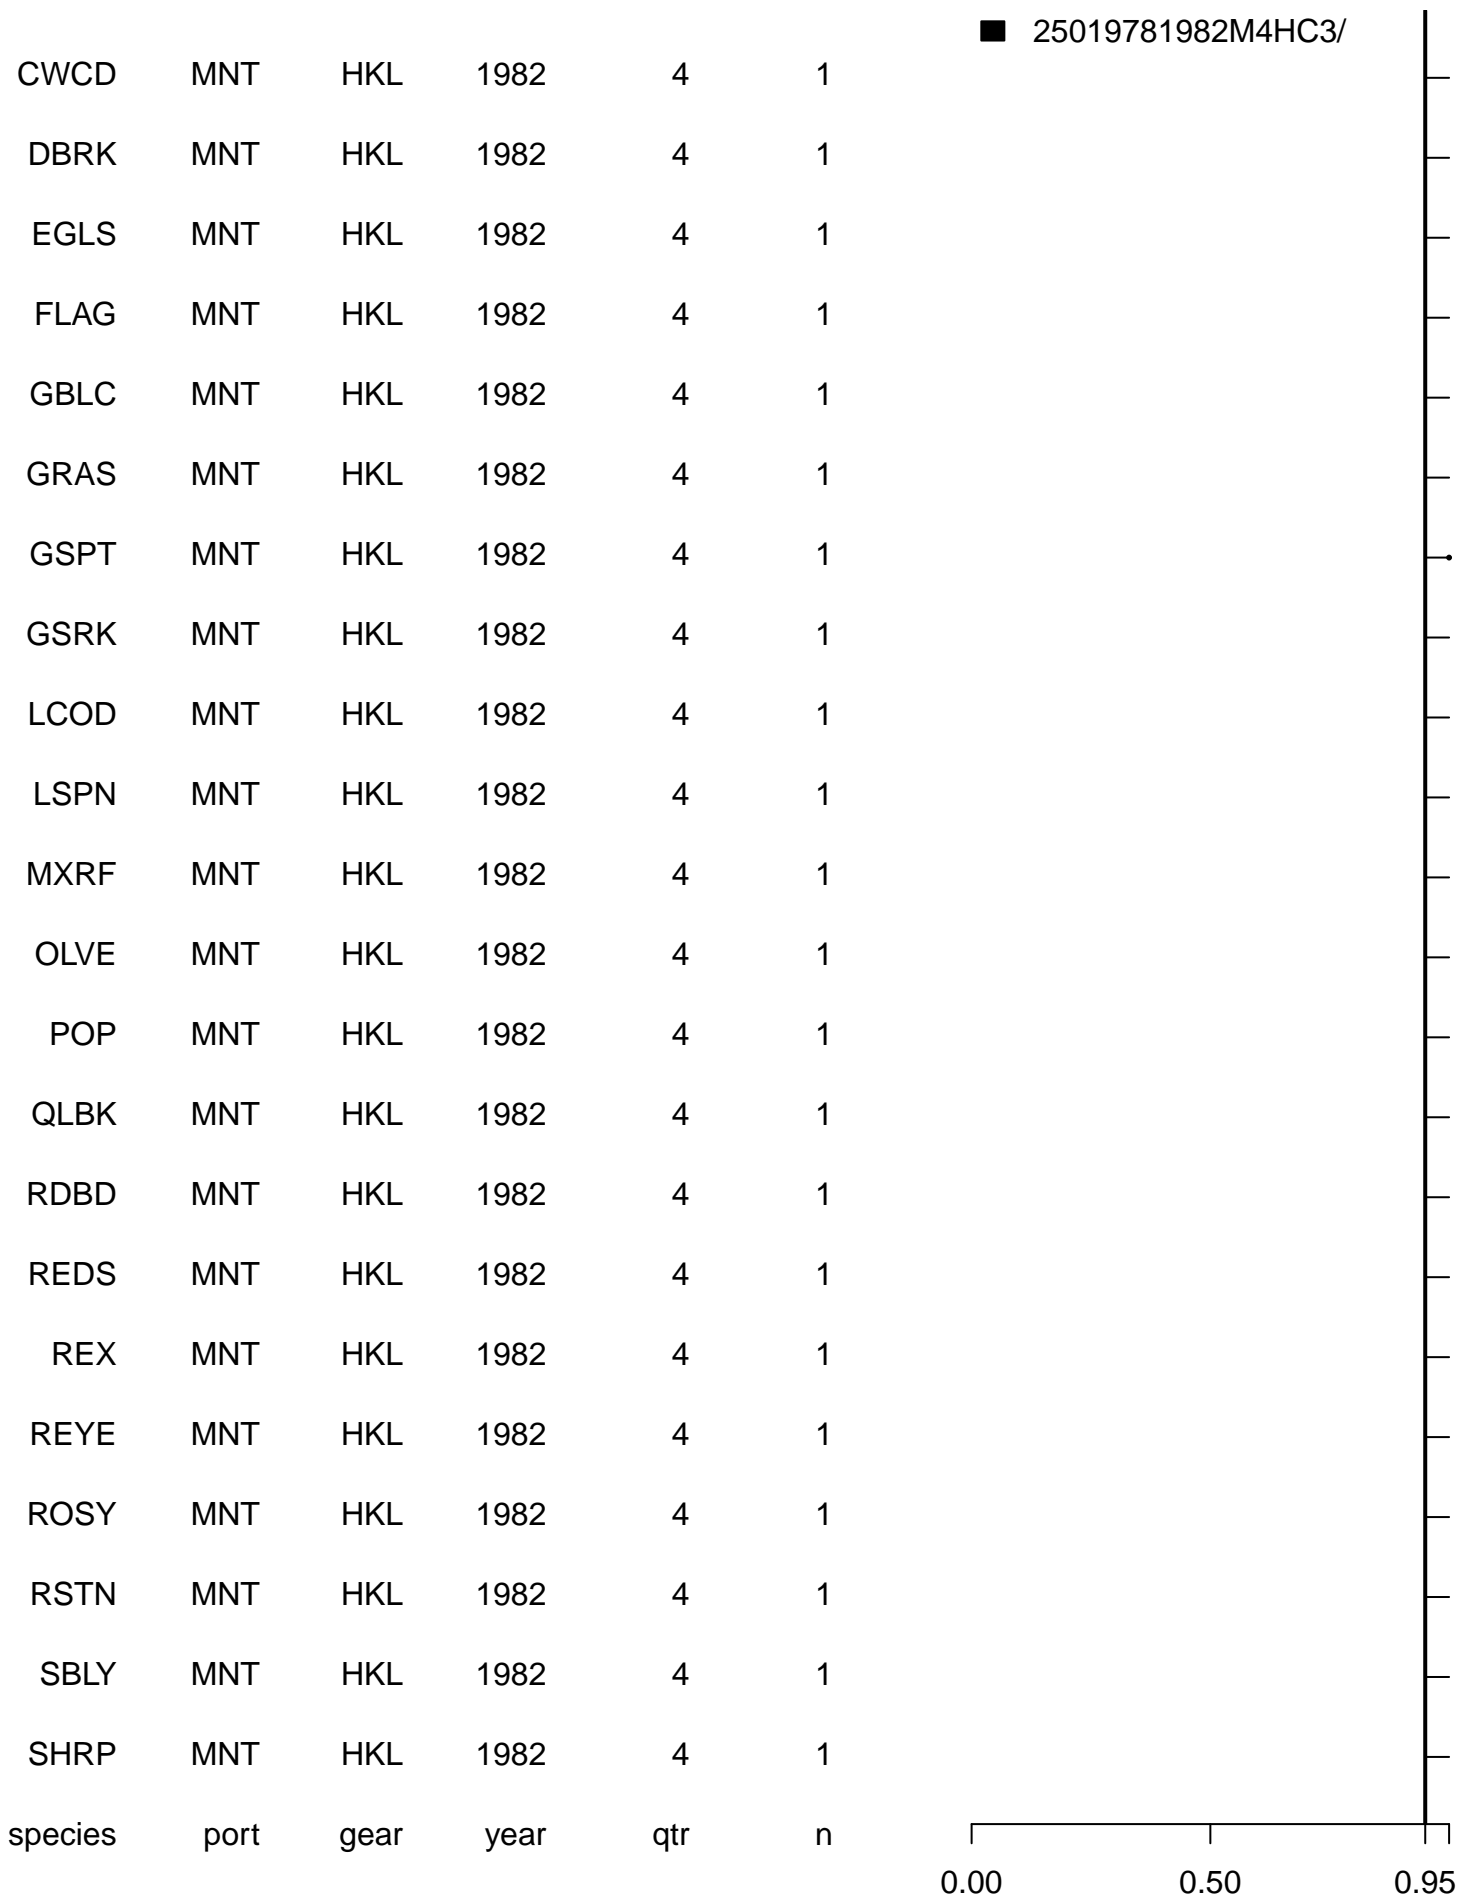 25019781982M4HC3/
CWCD MNT HKL 1982 4 1
DBRK MNT HKL 1982 4 1
EGLS MNT HKL 1982 4 1
FLAG MNT HKL 1982 4 1
GBLC MNT HKL 1982 4 1
GRAS MNT HKL 1982 4 1
GSPT MNT HKL 1982 4 1
GSRK MNT HKL 1982 4 1
LCOD MNT HKL 1982 4 1
LSPN MNT HKL 1982 4 1
MXRF MNT HKL 1982 4 1
OLVE MNT HKL 1982 4 1
POP MNT HKL 1982 4 1
QLBK MNT HKL 1982 4 1
RDBD MNT HKL 1982 4 1
REDS MNT HKL 1982 4 1
REX MNT HKL 1982 4 1
REYE MNT HKL 1982 4 1
ROSY MNT HKL 1982 4 1
RSTN MNT HKL 1982 4 1
SBLY MNT HKL 1982 4 1
SHRP MNT HKL 1982 4 1
species port gear year qtr n
0.00 0.50 0.95